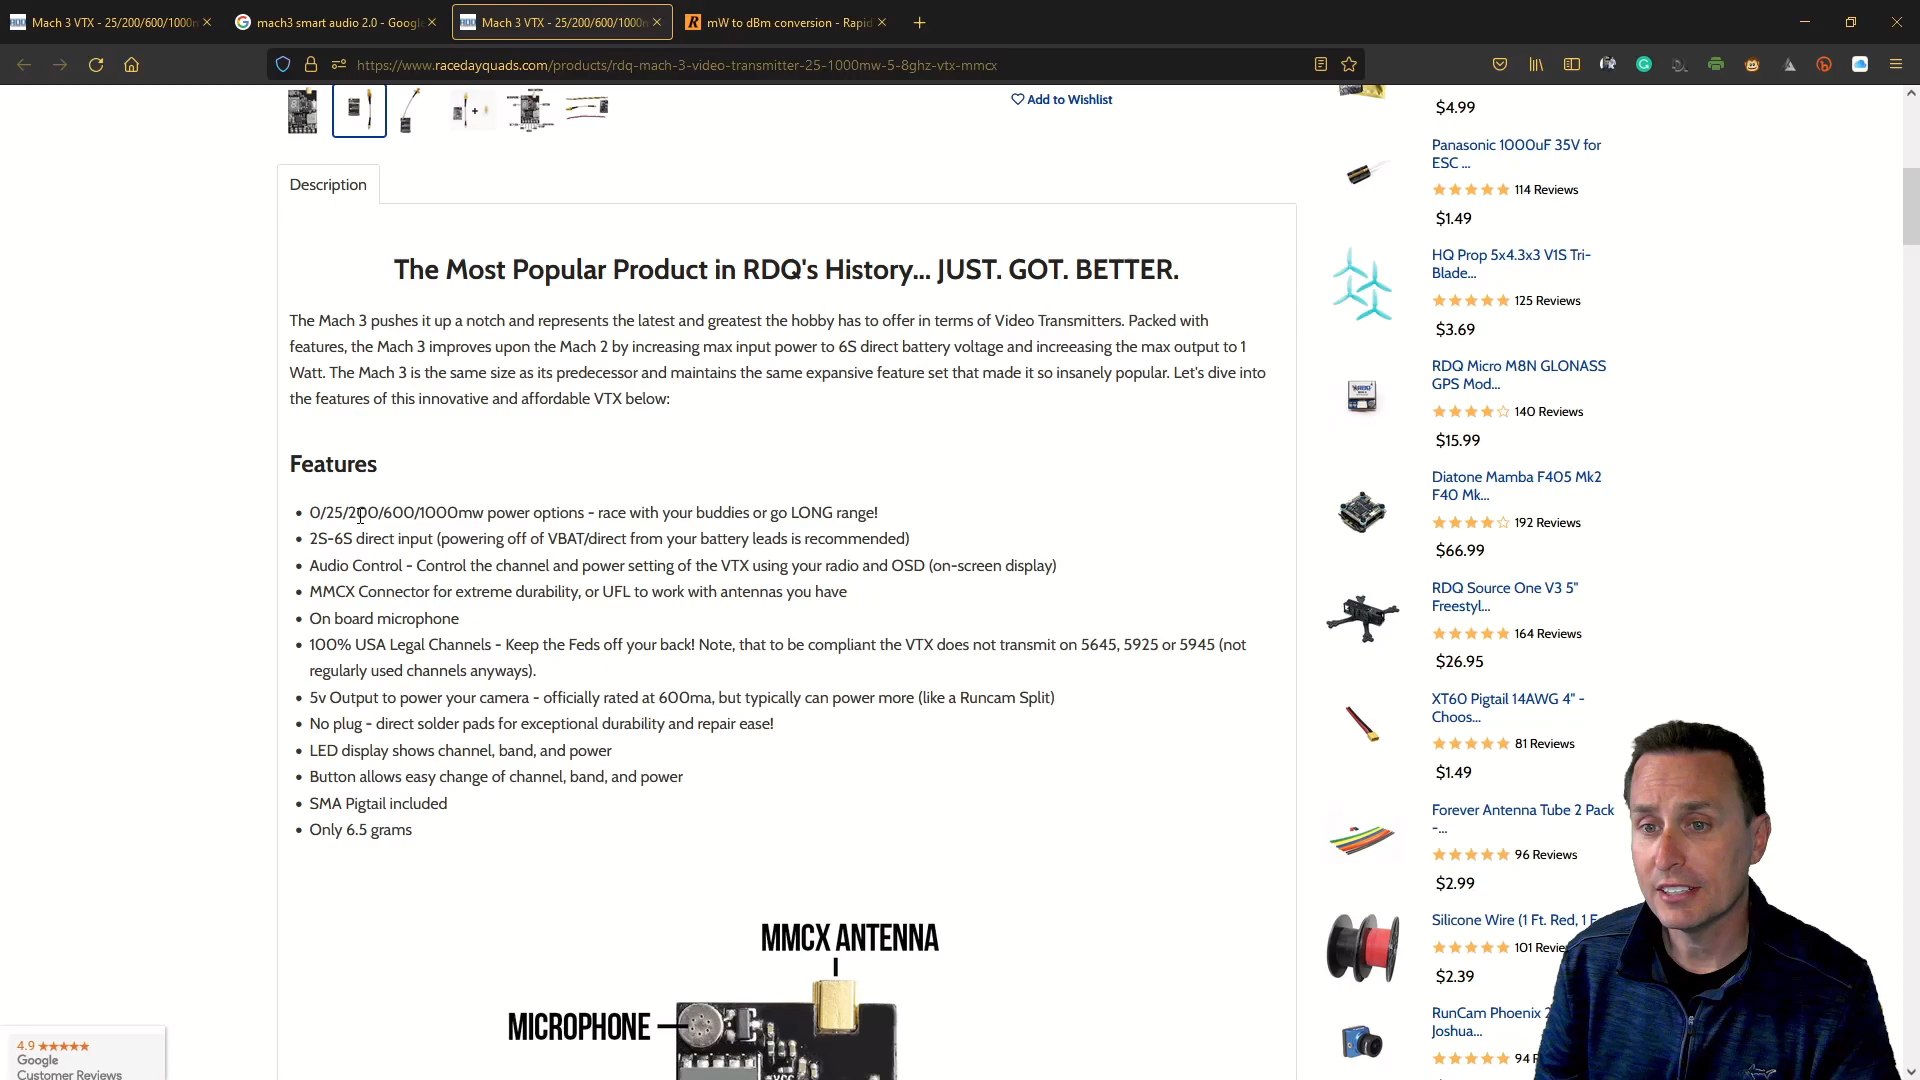 Mach 3 VTX - 25/200/600/1000m
mach3 smart audio 2.0 - Google
Mach 3 VTX - 25/200/600/1000m
mW to dBm conversion - Rapid
https://www.racedayquads.com/products/rdq-mach-3-video-transmitter-25-1000mw-5-8ghz-vtx-mmcx
Add to Wishlist
Description
The Most Popular Product in RDQ's History... JUST. GOT. BETTER.
The Mach 3 pushes it up a notch and represents the latest and greatest the hobby has to offer in terms of Video Transmitters. Packed with
features, the Mach 3 improves upon the Mach 2 by increasing max input power to 6S direct battery voltage and increeasing the max output to 1
Watt. The Mach 3 is the same size as its predecessor and maintains the same expansive feature set that made it so insanely popular. Let's dive into
the features of this innovative and affordable VTX below:
Features
• 0/25/200/600/1000mw power options - race with your buddies or go LONG range!
• 2S-6S direct input (powering off of VBAT/direct from your battery leads is recommended)
• Audio Control - Control the channel and power setting of the VTX using your radio and OSD (on-screen display)
• MMCX Connector for extreme durability, or UFL to work with antennas you have
• On board microphone
• 100% USA Legal Channels - Keep the Feds off your back! Note, that to be compliant the VTX does not transmit on 5645, 5925 or 5945 (not
regularly used channels anyways).
• 5v Output to power your camera - officially rated at 600ma, but typically can power more (like a Runcam Split)
• No plug - direct solder pads for exceptional durability and repair ease!
• LED display shows channel, band, and power
• Button allows easy change of channel, band, and power
• SMA Pigtail included
• Only 6.5 grams
MMCX ANTENNA
MICROPHONE
$4.99
Panasonic 1000uF 35V for
ESC ...
114 Reviews
$1.49
HQ Prop 5x4.3x3 V1S Tri-
Blade...
125 Reviews
$3.69
RDQ Micro M8N GLONASS
GPS Mod...
140 Reviews
$15.99
Diatone Mamba F405 Mk2
F40 Mk...
192 Reviews
$66.99
RDQ Source One V3 5"
Freestyl...
164 Reviews
$26.95
XT60 Pigtail 14AWG 4" -
Choos...
81 Reviews
$1.49
Forever Antenna Tube 2 Pack
-...
96 Reviews
$2.99
Silicone Wire (1 Ft. Red, 1 F
101 Revie
$2.39
RunCam Phoenix 2
Joshua...
94 R
4.9
Google
Customer Reviews